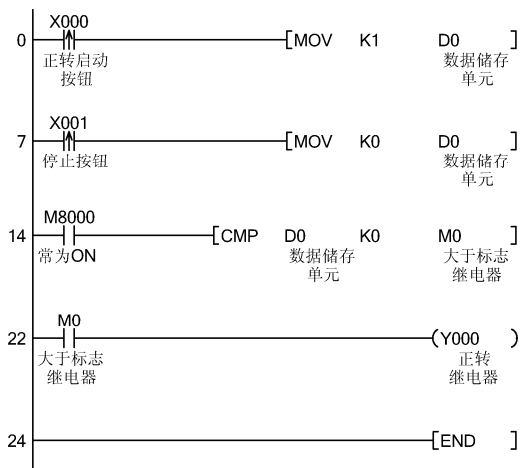 X000
0 [MOV K1 D0 ]
正转启动 数据储存
按钮 单元
X001
7 [MOV K0 D0 ]
停止按钮 数据储存
单元
M8000
14 [CMP D0 K0 M0 ]
常为ON 数据储存 大于标志
单元 继电器
M0
22 (Y000 )
大于标志 正转
继电器 继电器
24 [END ]